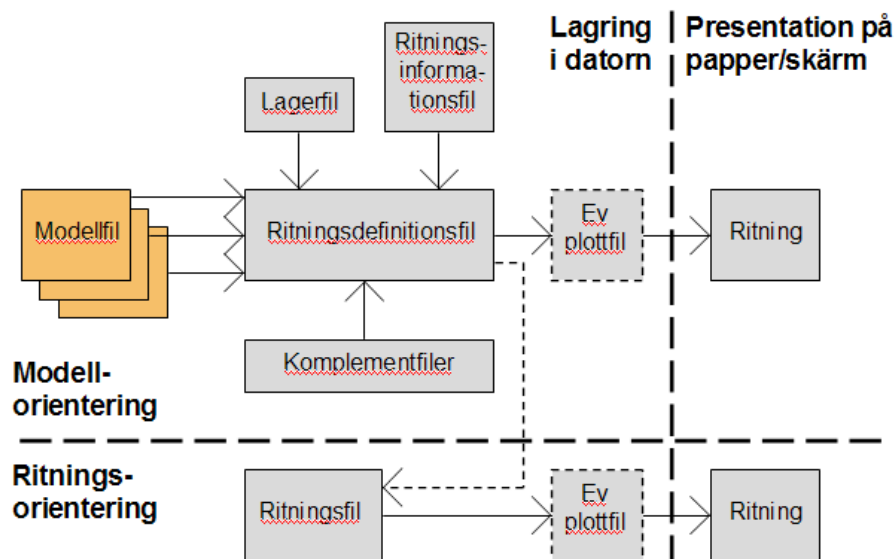 Lagring
i datorn
Presentation på
papper/skärm
Ritnings-
informa-
tionsfil
Lagerfil
Modellfil
Ritningsdefinitionsfil
Ev
plottfil
Ritning
Komplementfiler
Modell-
orientering
Ritnings-
orientering
Ritningsfil
Ev
plottfil
Ritning